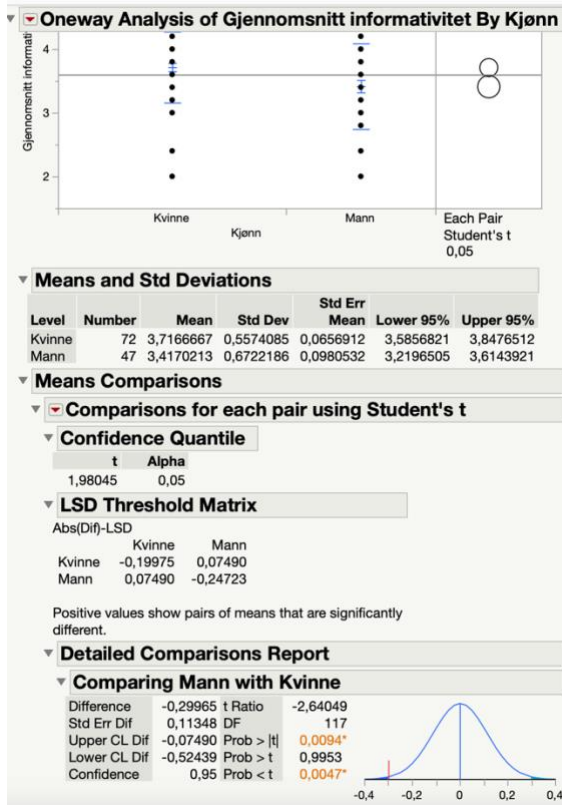 Oneway Analysis of Gjennomsnitt informativitet By Kjønn
Gjennomsnitt informati
4
3
2
Kvinne Mann
Kjønn
Each Pair
Student's t
0,05
Means and Std Deviations
Level Number Mean Std Dev Std Err Mean Lower 95% Upper 95%
Kvinne 72 3,7166667 0,5574085 0,0656912 3,5856821 3,8476512
Mann 47 3,4170213 0,6722186 0,0980532 3,2196505 3,6143921
Means Comparisons
Comparisons for each pair using Student's t
Confidence Quantile
t Alpha
1,98045 0,05
LSD Threshold Matrix
Abs(Dif)-LSD
Kvinne Mann
Kvinne -0,19975 0,07490
Mann 0,07490 -0,24723
Positive values show pairs of means that are significantly
different.
Detailed Comparisons Report
Comparing Mann with Kvinne
Difference -0,29965 t Ratio -2,64049
Std Err Dif 0,11348 DF 117
Upper CL Dif -0,07490 Prob > |t| 0,0094*
Lower CL Dif -0,52439 Prob > t 0,9953
Confidence 0,95 Prob < t 0,0047*
-0,4 -0,2 0 0,2 0,4